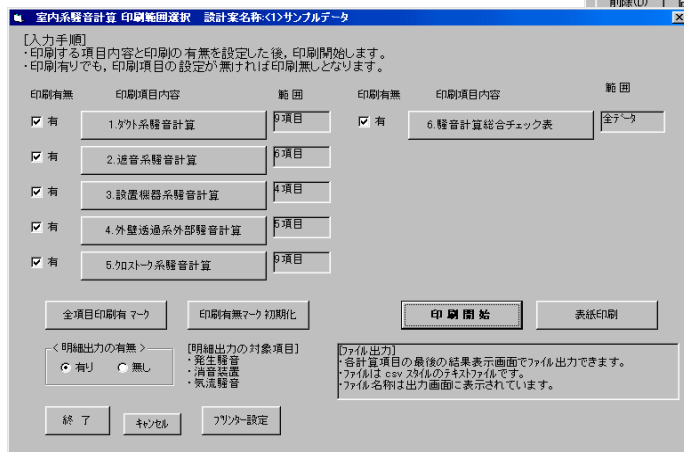 削除(D)
室内系騒音計算 印刷範囲選択 設計案名称:<1>サンプルデータ
[入力手順]
・印刷する項目内容と印刷の有無を設定した後, 印刷開始します。
・印刷有りでも, 印刷項目の設定が無ければ印刷無しとなります。
印刷有無 印刷項目内容 範 囲 印刷有無 印刷項目内容 範 囲
有 1.ダクト系騒音計算 9項目 有 6.騒音計算総合チェック表 全データ
有 2.遮音系騒音計算 6項目
有 3.設置機器系騒音計算 4項目
有 4.外壁透過系外部騒音計算 5項目
有 5.クロストーク系騒音計算 9項目
全項目印刷有 マーク 印刷有無マーク 初期化 印 刷 開 始 表紙印刷
<明細出力の有無>
有り 無し
[明細出力の対象項目]
・発生騒音
・消音装置
・気流騒音
[ファイル出力]
・各計算項目の最後の結果表示画面でファイル出力できます。
・ファイルは csv スタイルのテキストファイルです。
・ファイル名称は出力画面に表示されています。
終 了 キャンセル プリンター設定